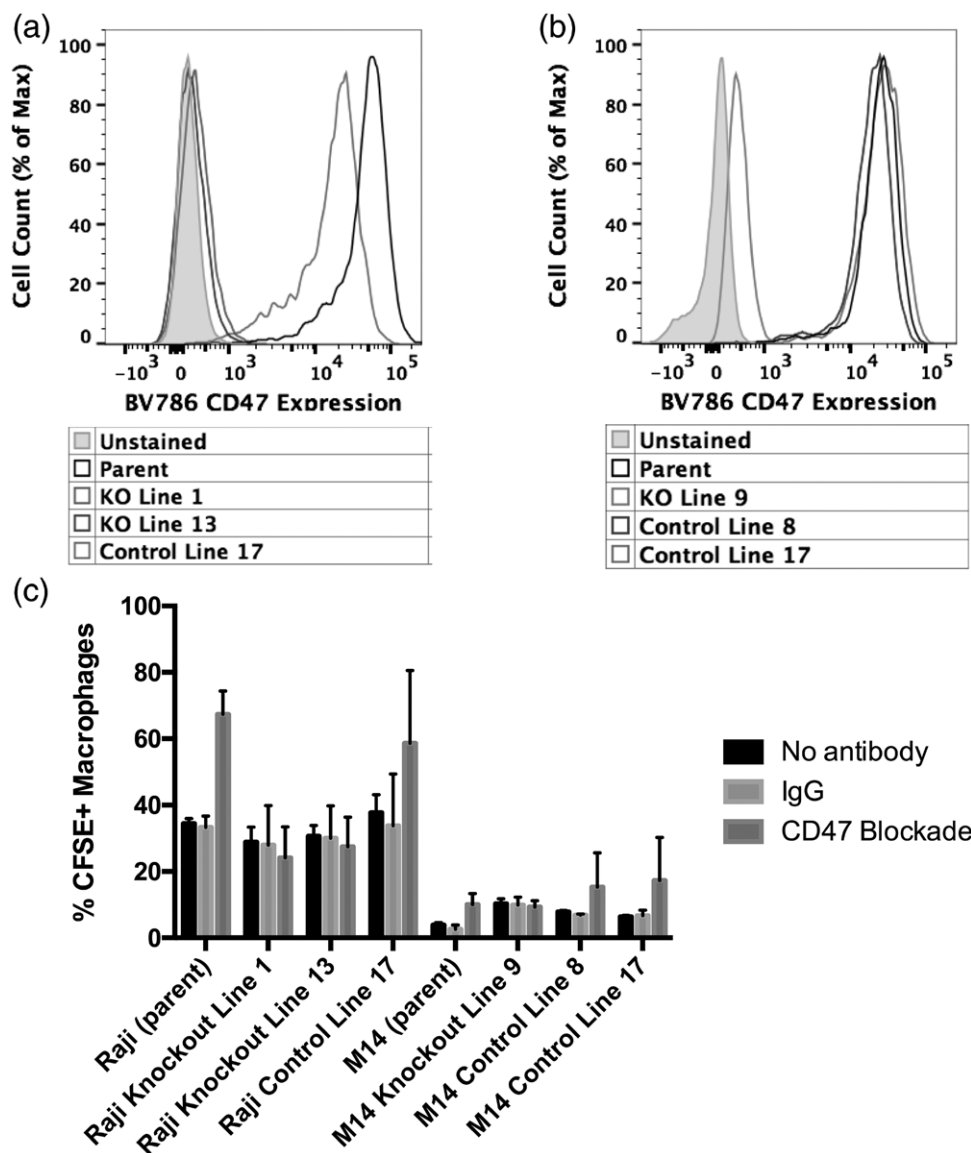 (a)
100
80
60
40
20
0
Cell Count (% of Max)
−10³ 0 10³ 10⁴ 10⁵
BV786 CD47 Expression
Unstained
Parent
KO Line 1
KO Line 13
Control Line 17
(b)
100
80
60
40
20
0
Cell Count (% of Max)
−10³ 0 10³ 10⁴ 10⁵
BV786 CD47 Expression
Unstained
Parent
KO Line 9
Control Line 8
Control Line 17
(c)
100
80
60
40
20
0
% CFSE+ Macrophages
Raji (parent)
Raji Knockout Line 1
Raji Knockout Line 13
Raji Control Line 17
M14 (parent)
M14 Knockout Line 9
M14 Control Line 8
M14 Control Line 17
No antibody
IgG
CD47 Blockade